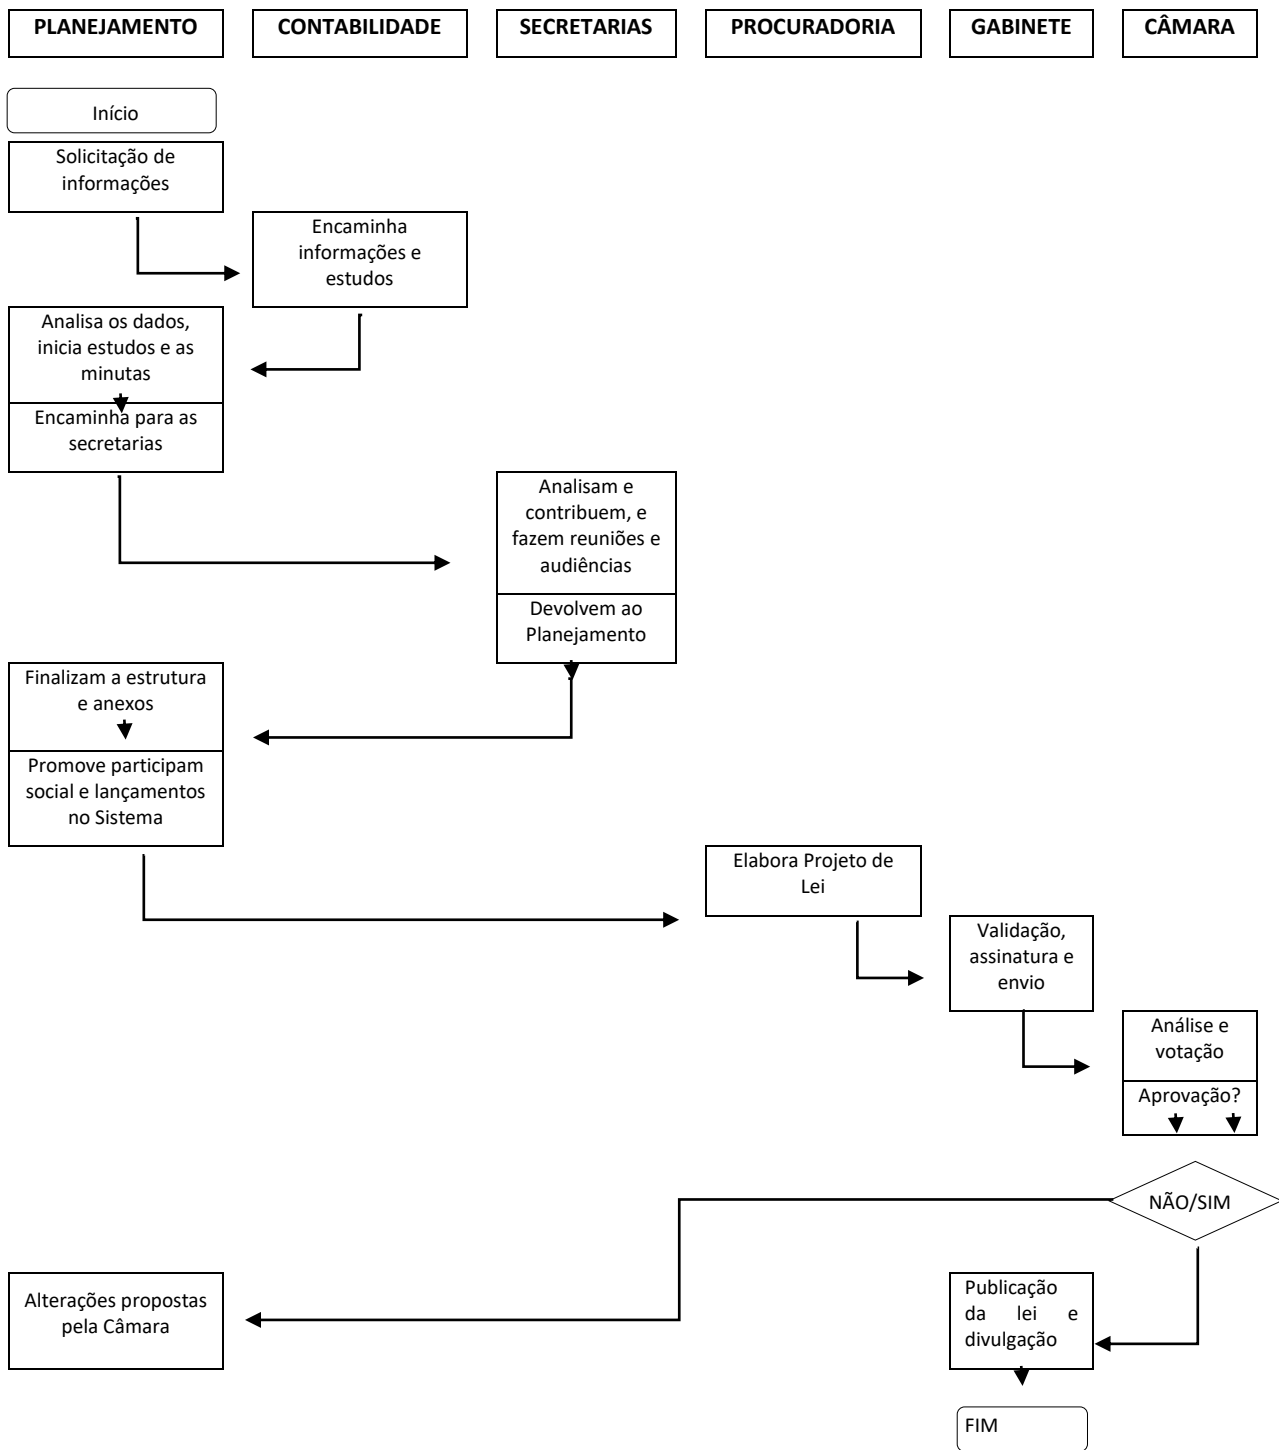 PLANEJAMENTO
CONTABILIDADE
SECRETARIAS
PROCURADORIA
GABINETE
CÂMARA
Início
Solicitação de
informações
Encaminha
informações e
estudos
Analisa os dados,
inicia estudos e as
minutas
Encaminha para as
secretarias
Analisam e
contribuem, e
fazem reuniões e
audiências
Devolvem ao
Planejamento
Finalizam a estrutura
e anexos
Promove participam
social e lançamentos
no Sistema
Elabora Projeto de
Lei
Validação,
assinatura e
envio
Análise e
votação
Aprovação?
NÃO/SIM
Alterações propostas
pela Câmara
Publicação
da lei e
divulgação
FIM